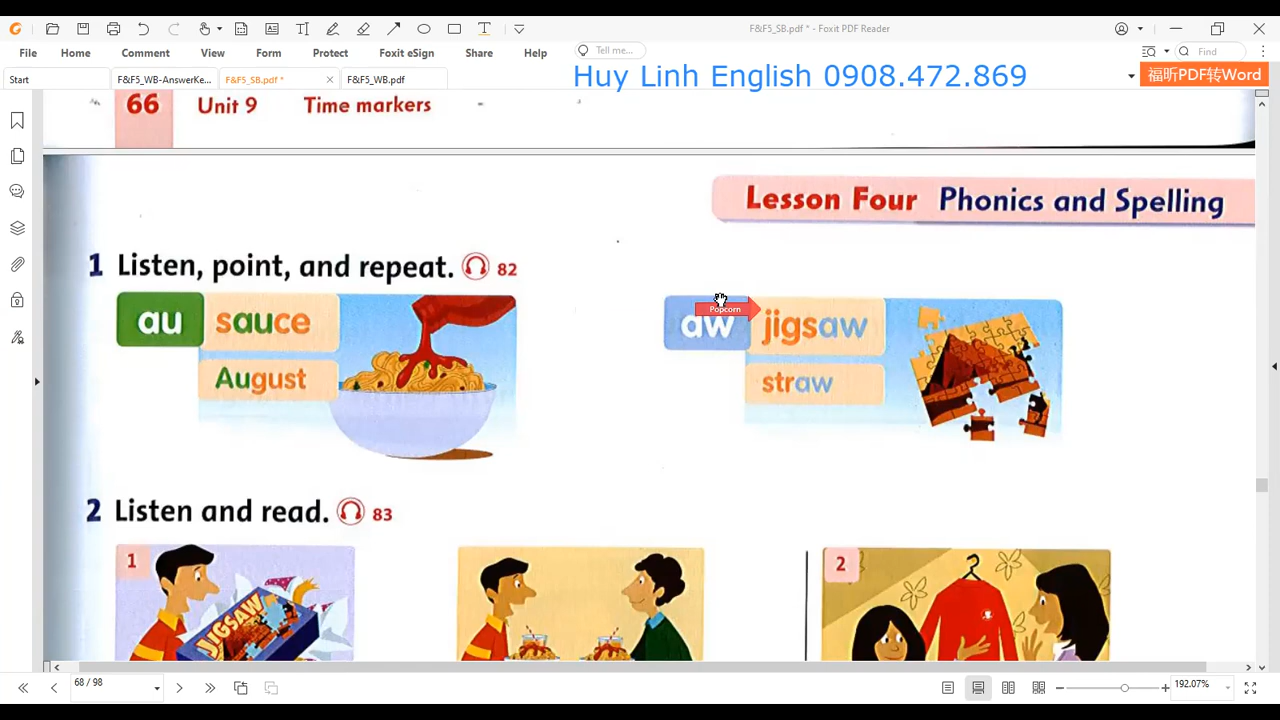 F&F5_SB.pdf * - Foxit PDF Reader
File Home Comment View Form Protect Foxit eSign Share Help Tell me... Find
Start F&F5_WB-AnswerKe... F&F5_SB.pdf * F&F5_WB.pdf
Huy Linh English 0908.472.869
福昕PDF转Word
66 Unit 9 Time markers
Lesson Four Phonics and Spelling
1 Listen, point, and repeat. 82
au sauce
August
Popcorn
aw jigsaw
straw
2 Listen and read. 83
1
JIGSAW
2
68 / 98
192.07%